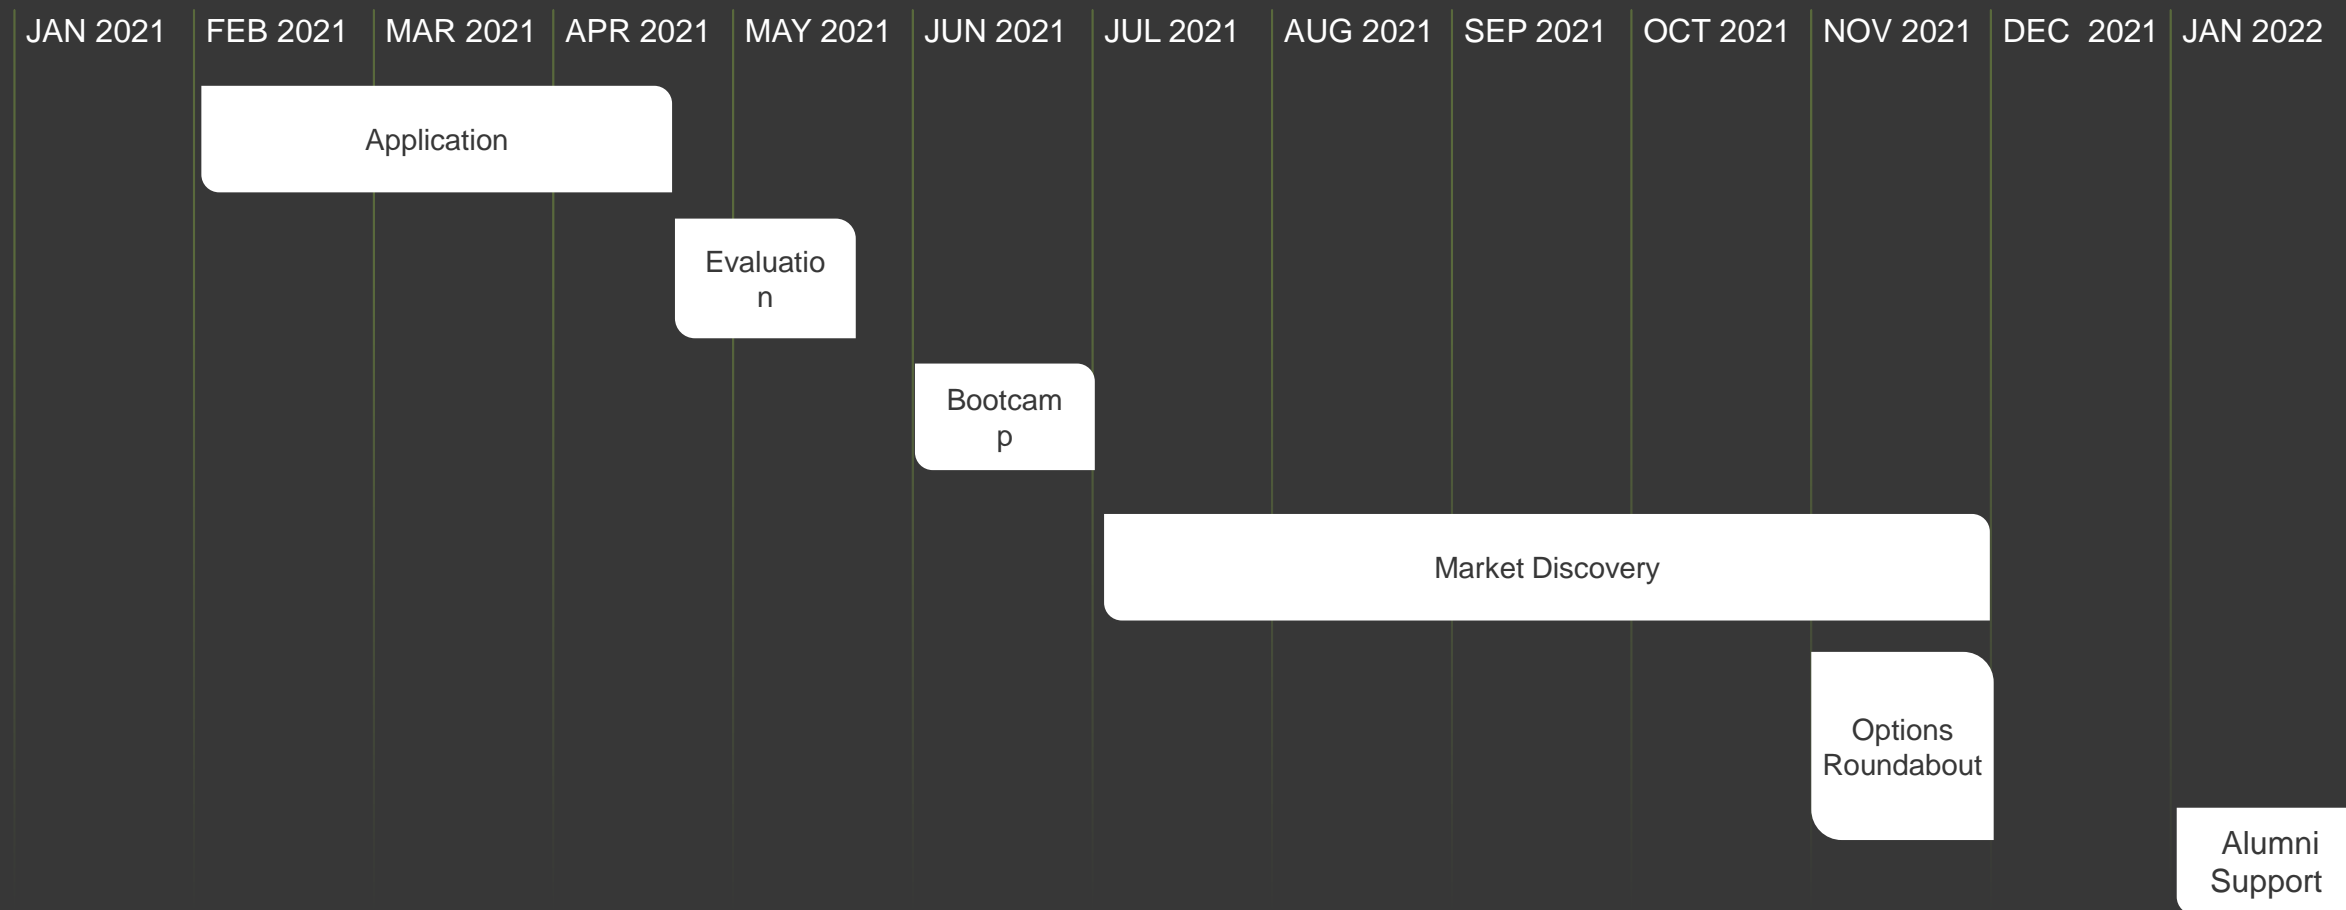 JAN 2021 FEB 2021 MAR 2021 APR 2021 MAY 2021 JUN 2021 JUL 2021 AUG 2021 SEP 2021 OCT 2021 NOV 2021 DEC  2021 JAN 2022
Application
Evaluatio
n
Bootcam
p
Market Discovery
Options
Roundabout
Alumni
Support